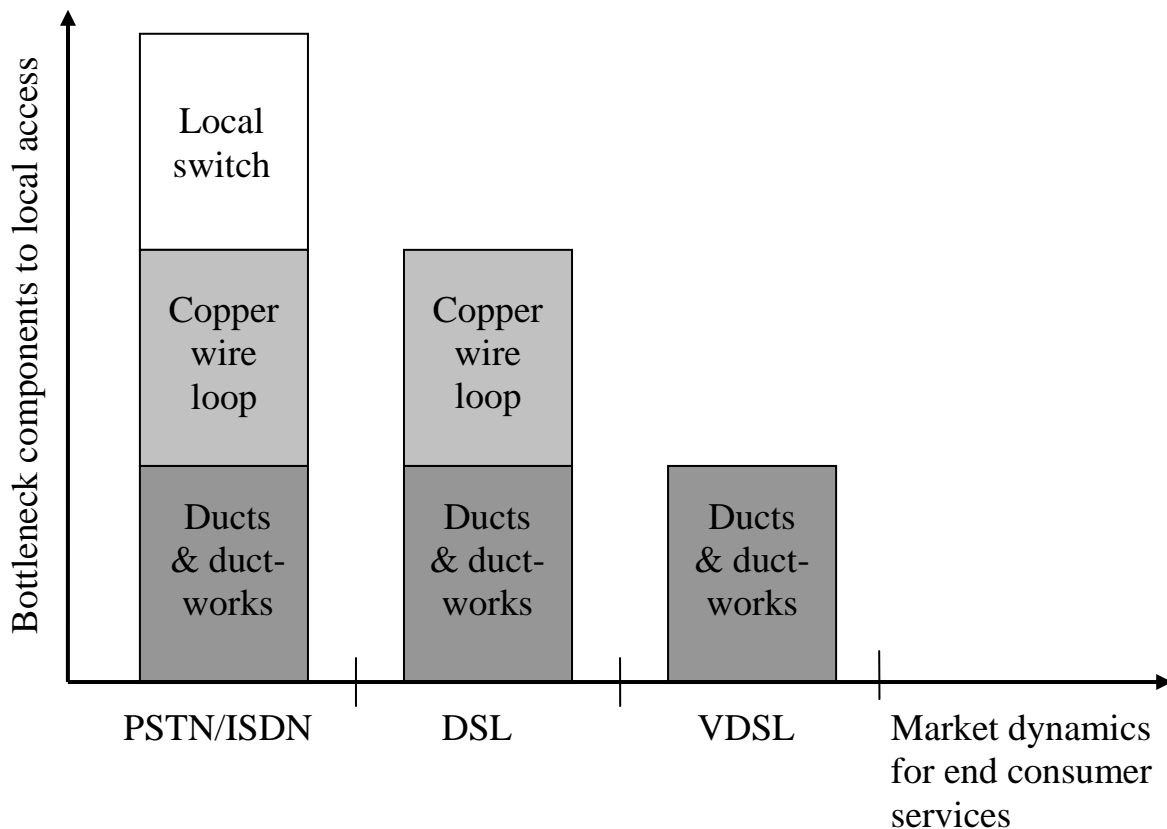 Bottleneck components to local access
Local
switch
Copper
wire
loop
Copper
wire
loop
Ducts
& duct-
works
Ducts
& duct-
works
Ducts
& duct-
works
PSTN/ISDN
DSL
VDSL
Market dynamics
for end consumer
services